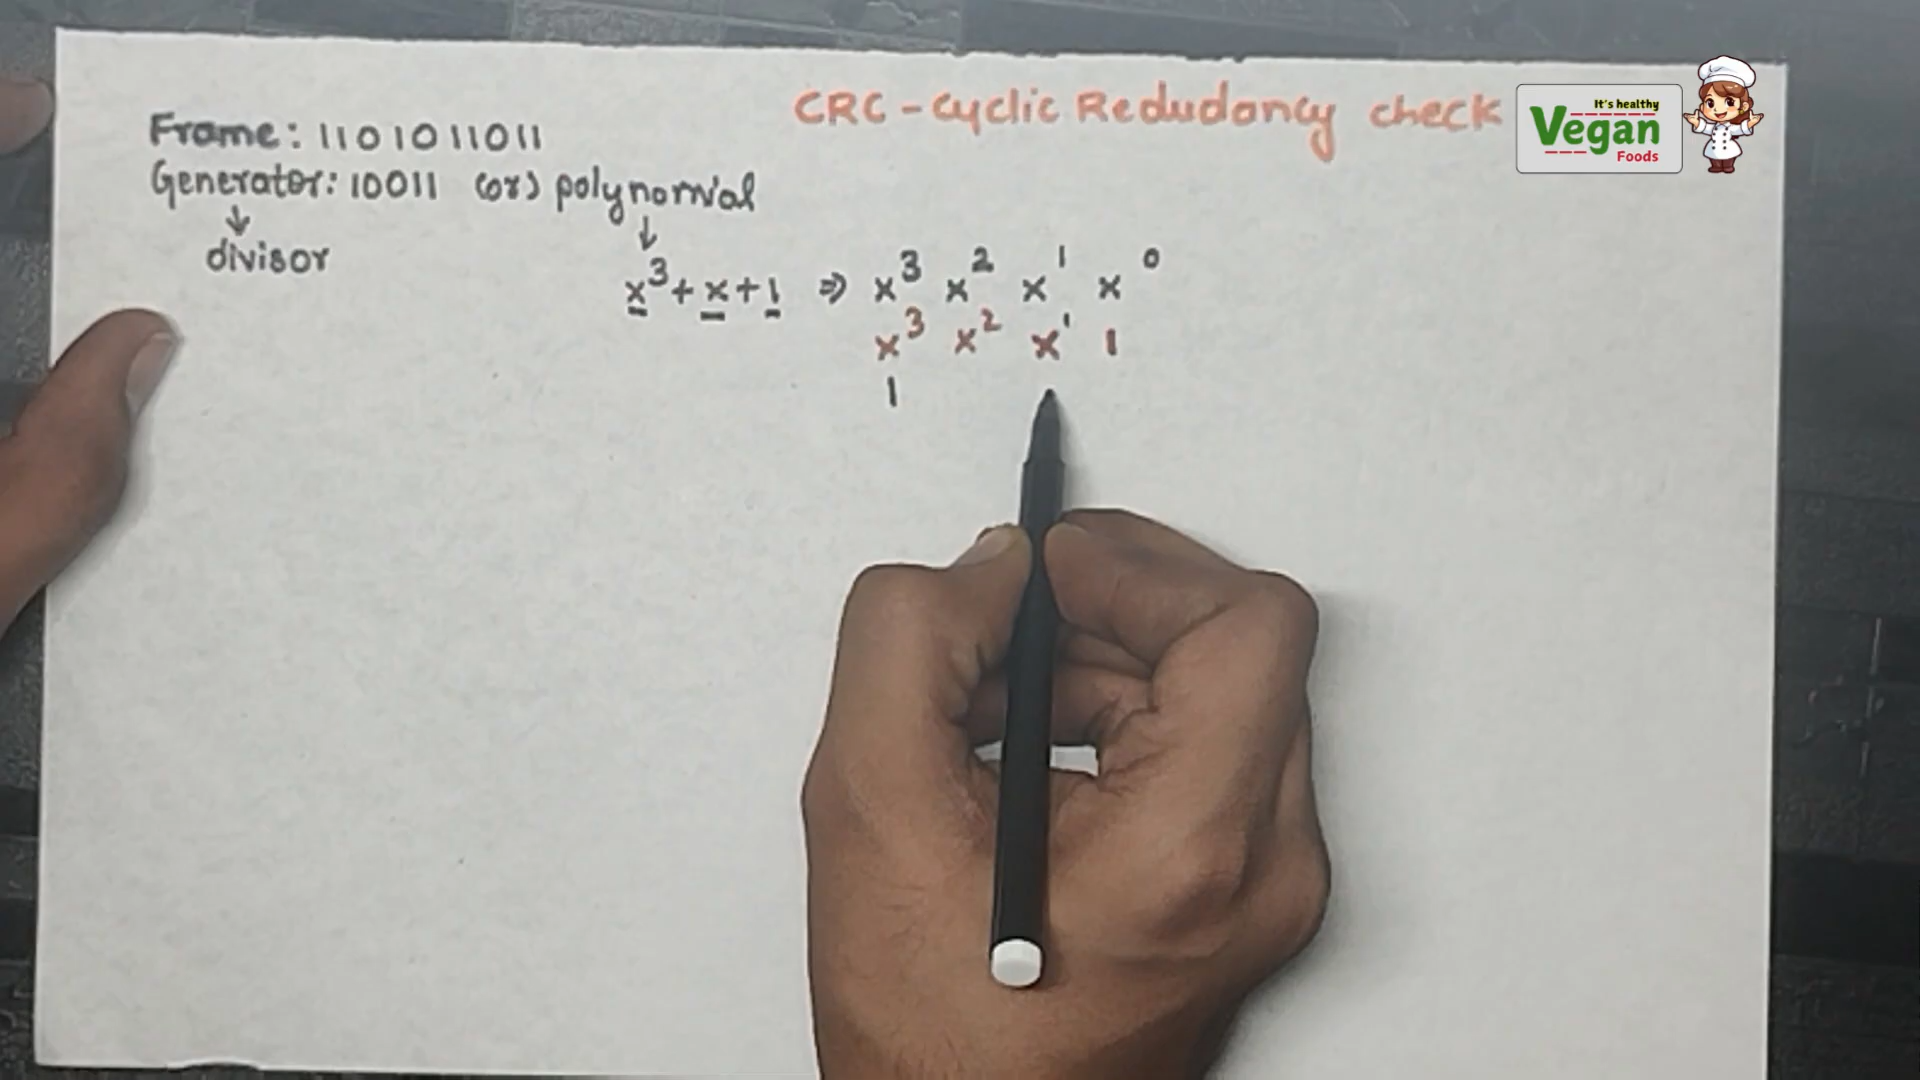 CRC - Cyclic Redudancy check
Frame: 1101011011
Generator: 10011 (or) polynomial
↓ ↓
divisor
x³ + x + 1 ⇒ x³ x² x¹ x⁰
x³ x² x¹ 1
1
It's healthy
Vegan
Foods